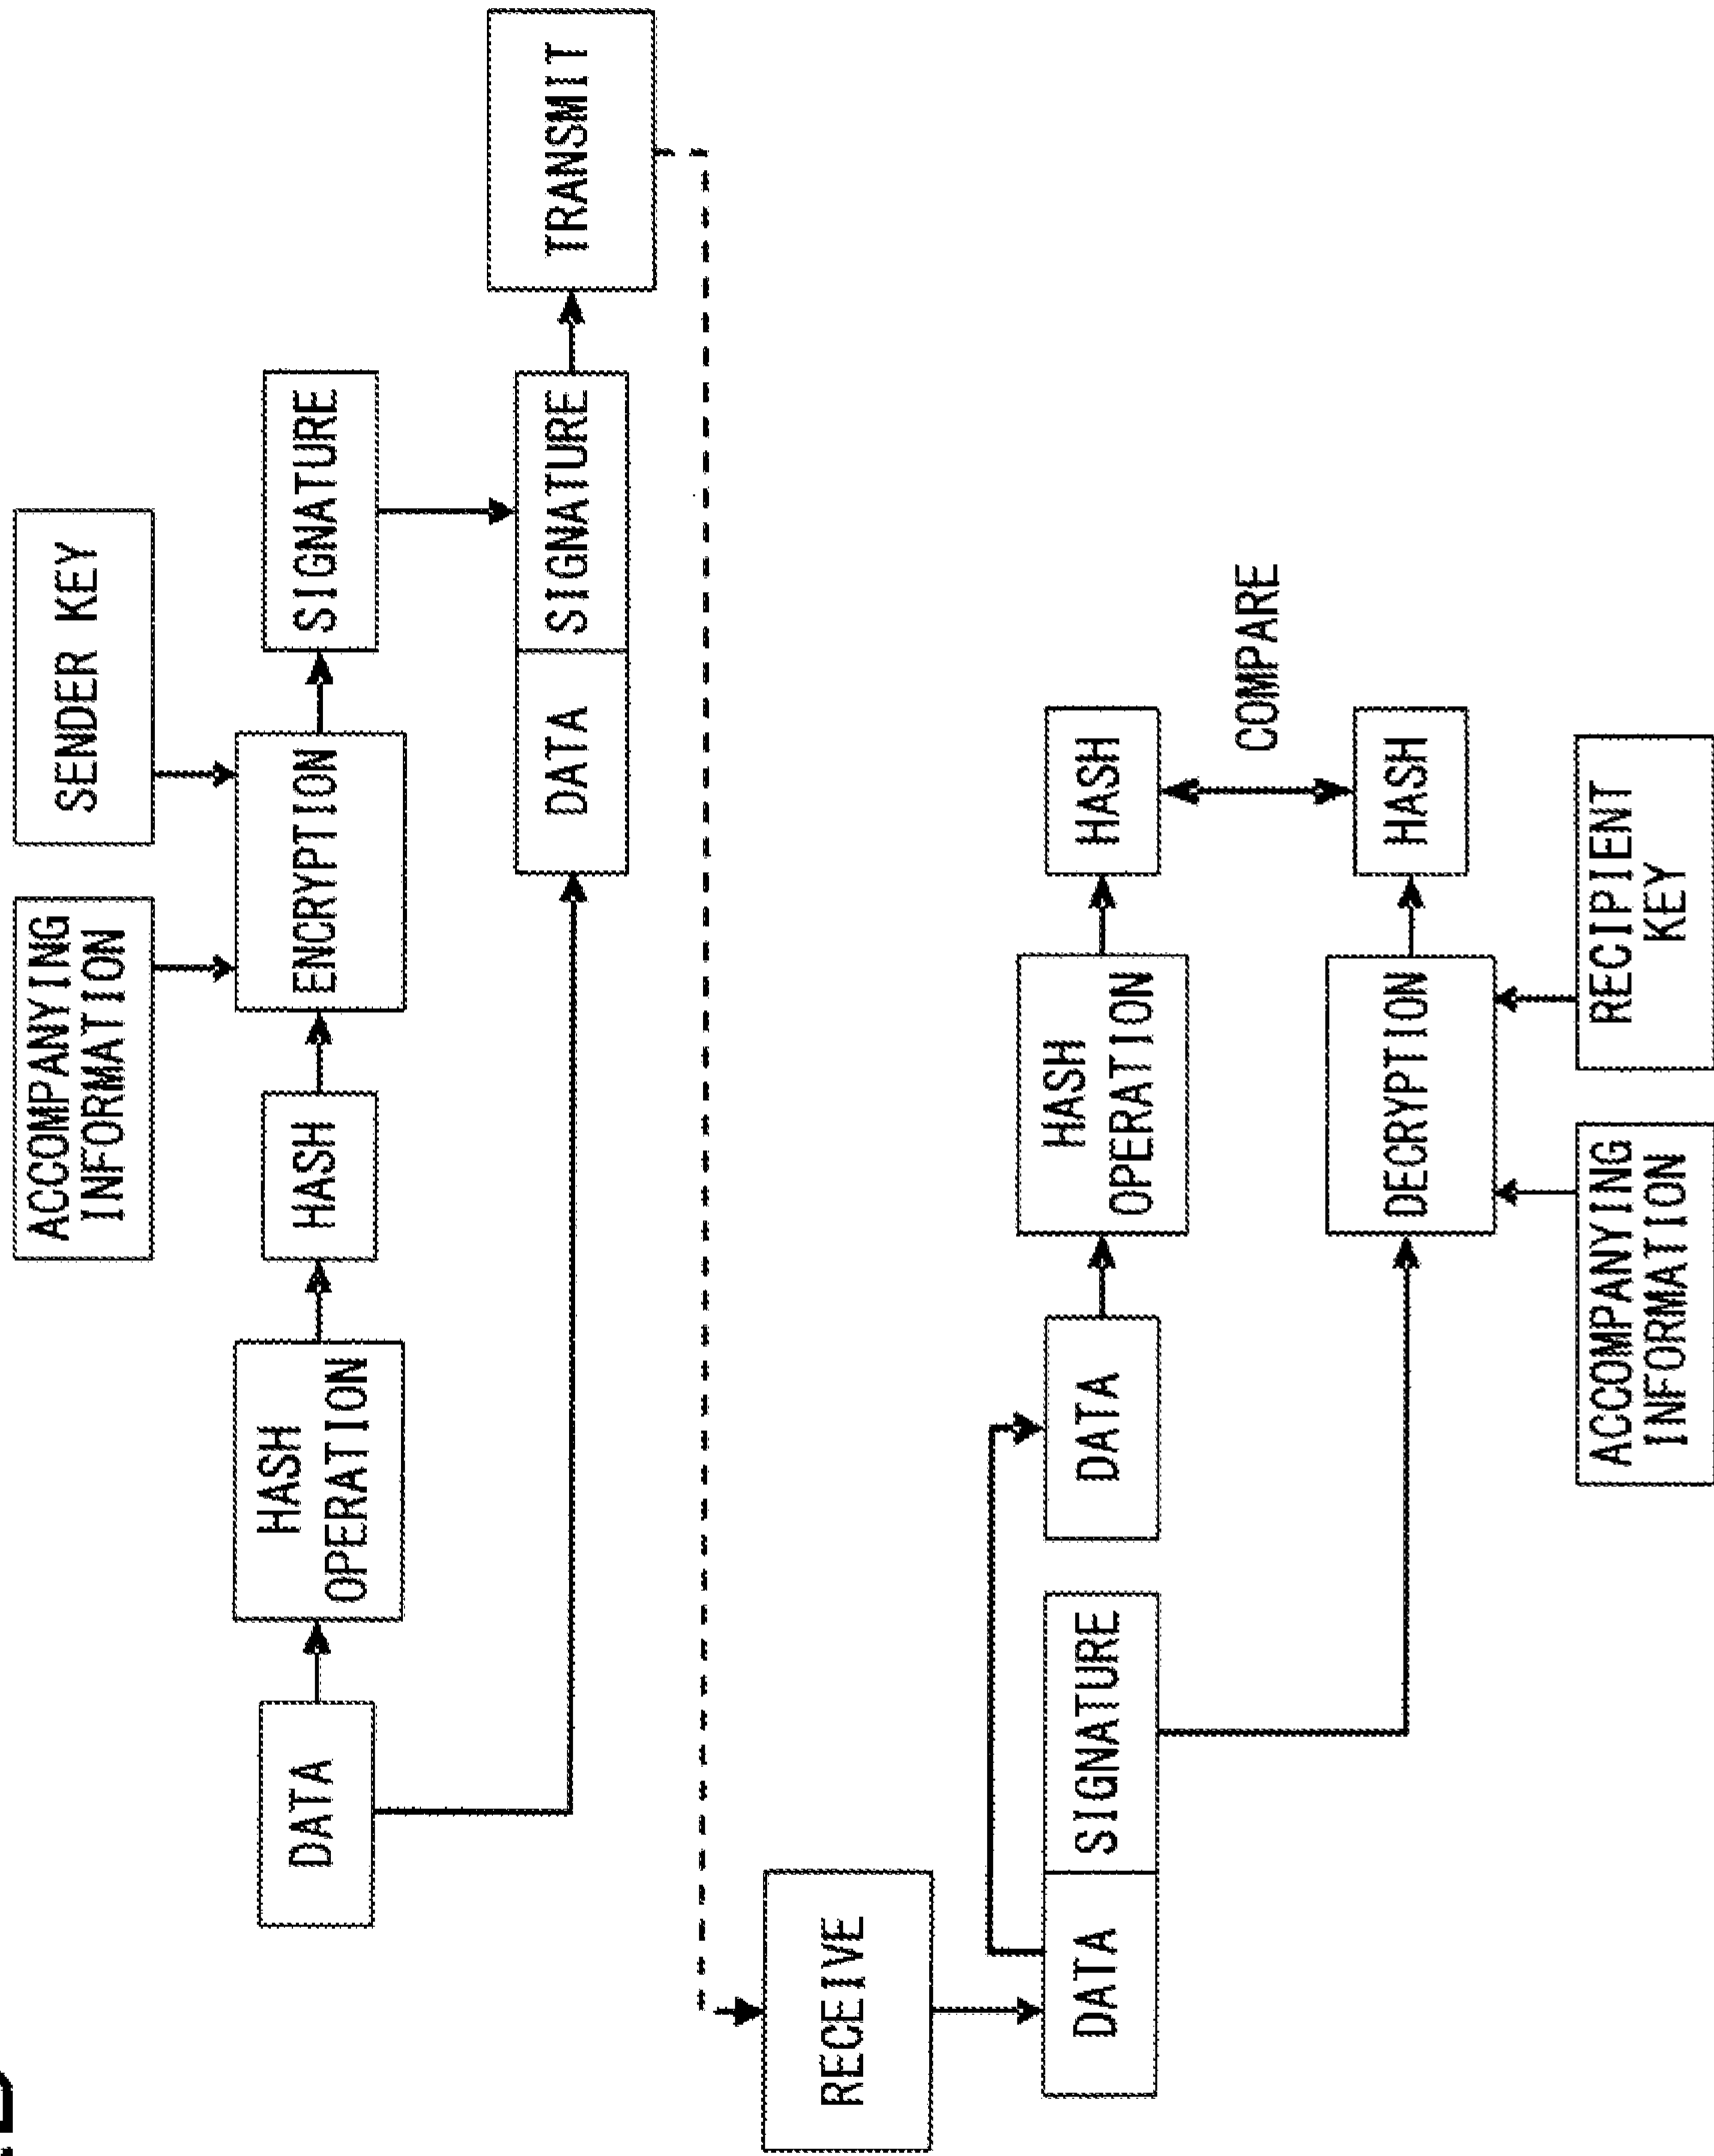 ACCOMPANYING
INFORMATION
SENDER KEY
DATA
HASH
OPERATION
HASH
ENCRYPTION
SIGNATURE
DATA
SIGNATURE
TRANSMIT
RECEIVE
DATA
SIGNATURE
DATA
HASH
OPERATION
HASH
COMPARE
DECRYPTION
HASH
ACCOMPANYING
INFORMATION
RECIPIENT
KEY